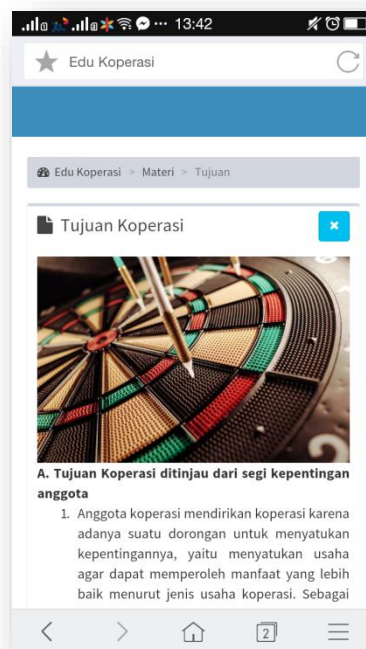 13:42
Edu Koperasi
Edu Koperasi > Materi > Tujuan
Tujuan Koperasi
A. Tujuan Koperasi ditinjau dari segi kepentingan
anggota
1. Anggota koperasi mendirikan koperasi karena
adanya suatu dorongan untuk menyatukan
kepentingannya, yaitu menyatukan usaha
agar dapat memperoleh manfaat yang lebih
baik menurut jenis usaha koperasi. Sebagai
2